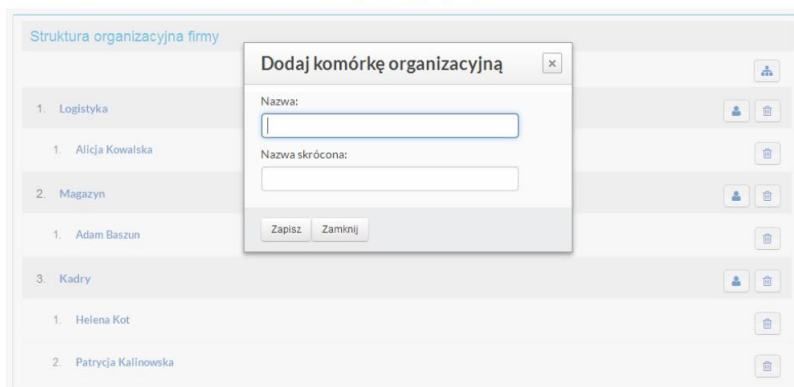 Struktura organizacyjna firmy
Dodaj komórkę organizacyjną
×
Nazwa:
Nazwa skrócona:
Zapisz Zamknij
1. Logistyka
1. Alicja Kowalska
2. Magazyn
1. Adam Baszun
3. Kadry
1. Helena Kot
2. Patrycja Kalinowska